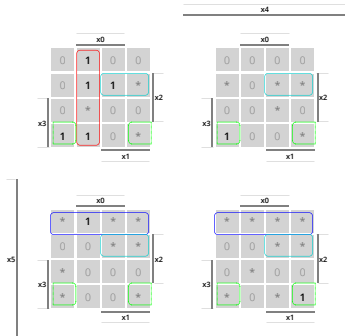 x4
x0 x0
0 1 0 0 0 0 0 0
0 1 1 * * 0 * *
x2 x2
x3 0 * 0 0 x3 0 0 * 0
1 1 0 * 1 0 0 *
x1 x1
x0 x0
* 1 * * * * * *
0 0 * * 0 0 * *
x5 x2 x2
x3 * 0 0 0 x3 0 * 0 0
* 0 0 * * 0 * 1
x1 x1